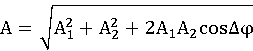 A = √(A₁² + A₂² + 2A₁A₂cosΔφ)